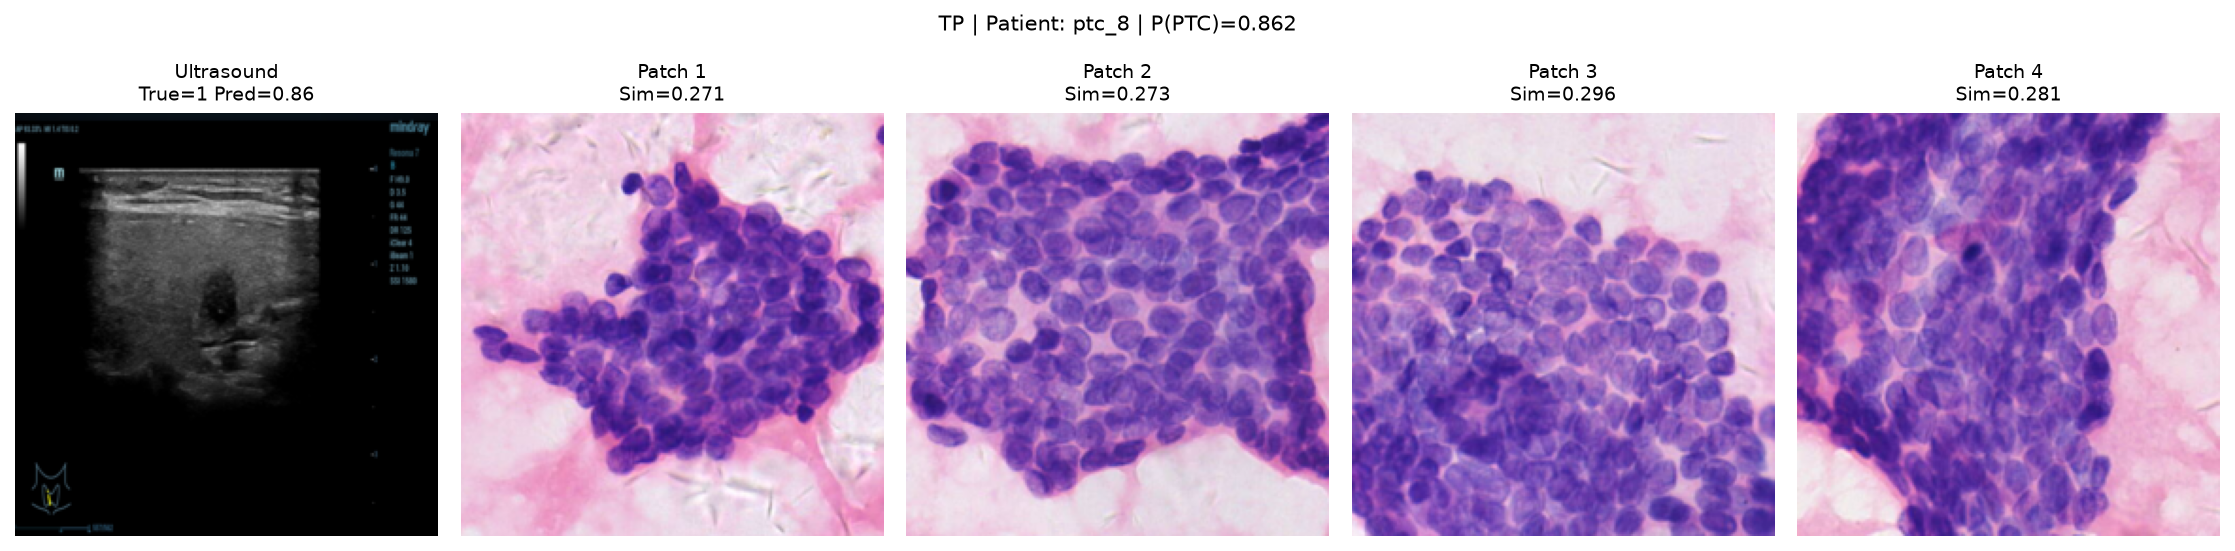 TP | Patient: ptc_8 | P(PTC)=0.862
Ultrasound
True=1 Pred=0.86
Patch 1
Sim=0.271
Patch 2
Sim=0.273
Patch 3
Sim=0.296
Patch 4
Sim=0.281
mindray
m
B